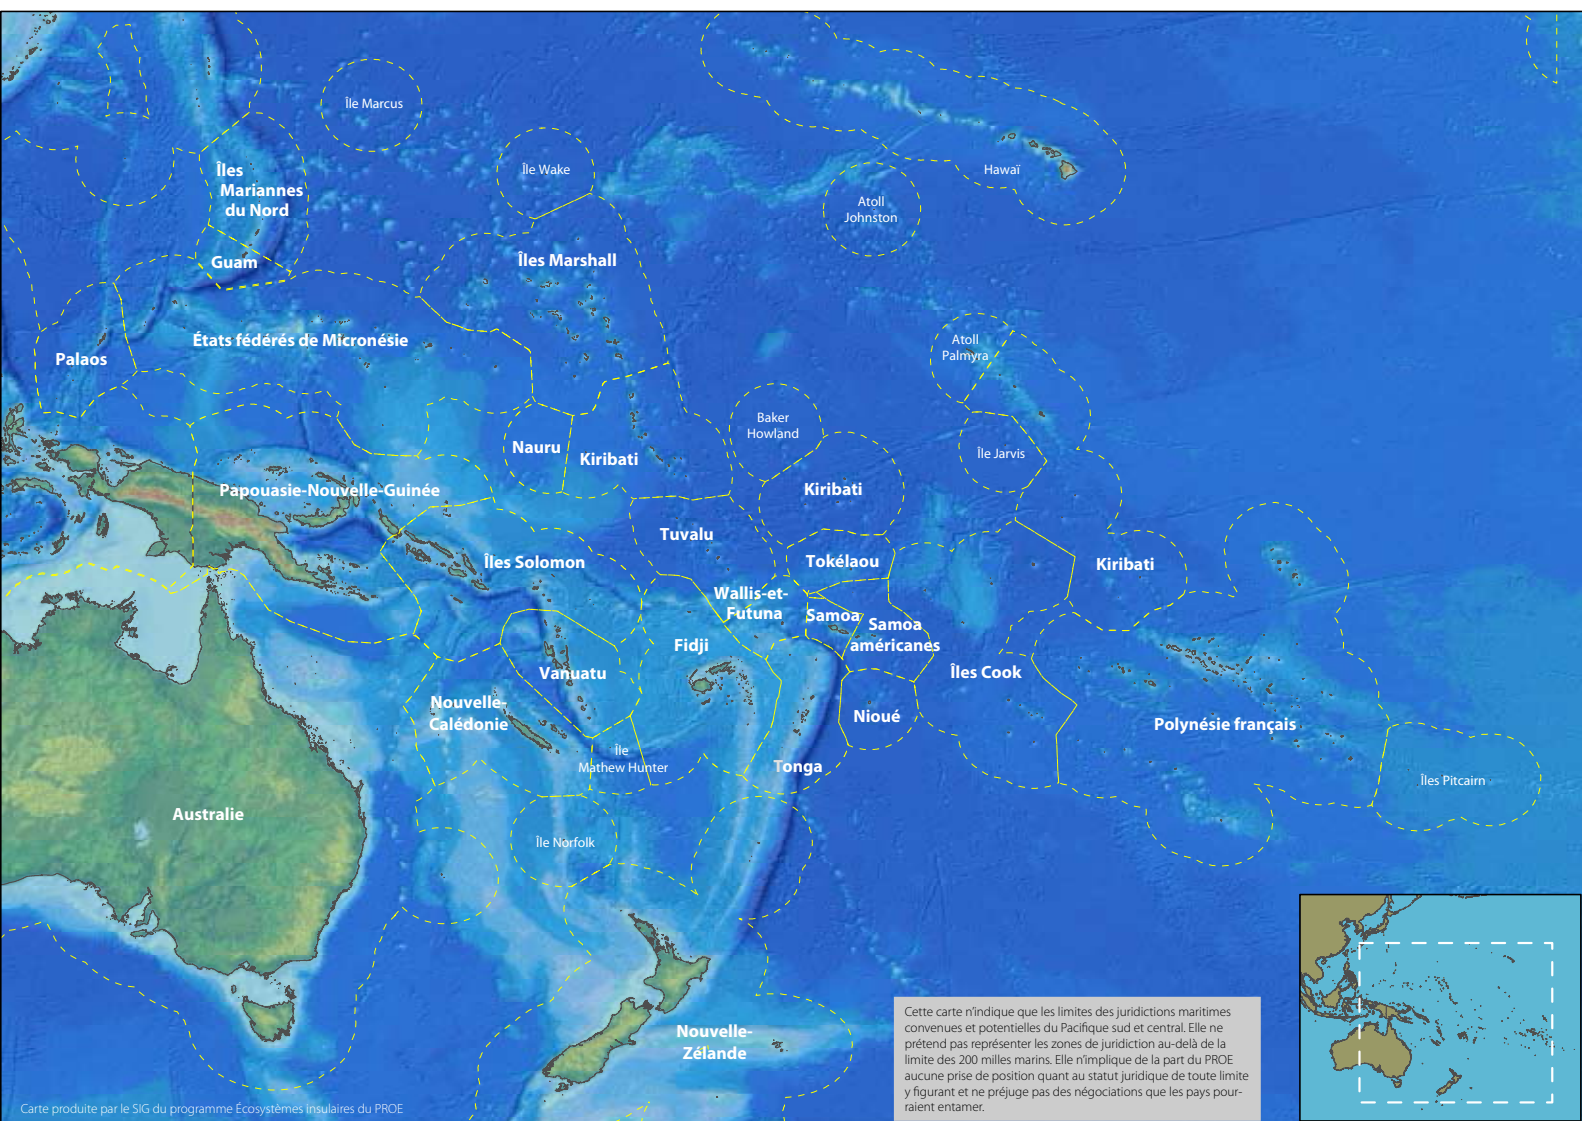 Île Marcus
Île Wake
Hawaï
Îles
Mariannes
du Nord
Atoll
Johnston
Guam
Îles Marshall
États fédérés de Micronésie
Palaos
Atoll
Palmyra
Baker
Howland
Nauru
Kiribati
Île Jarvis
Papouasie-Nouvelle-Guinée
Kiribati
Tuvalu
Îles Solomon
Tokélaou
Kiribati
Wallis-et-
Futuna
Samoa
Samoa
américanes
Fidji
Vanuatu
Îles Cook
Nouvelle-
Calédonie
Nioué
Polynésie français
Île
Mathew Hunter
Tonga
Îles Pitcairn
Australie
Île Norfolk
Nouvelle-
Zélande
Cette carte n'indique que les limites des juridictions maritimes
convenues et potentielles du Pacifique sud et central. Elle ne
prétend pas représenter les zones de juridiction au-delà de la
limite des 200 milles marins. Elle n'implique de la part du PROE
aucune prise de position quant au statut juridique de toute limite
y figurant et ne préjuge pas des négociations que les pays pour-
raient entamer.
Carte produite par le SIG du programme Écosystèmes insulaires du PROE